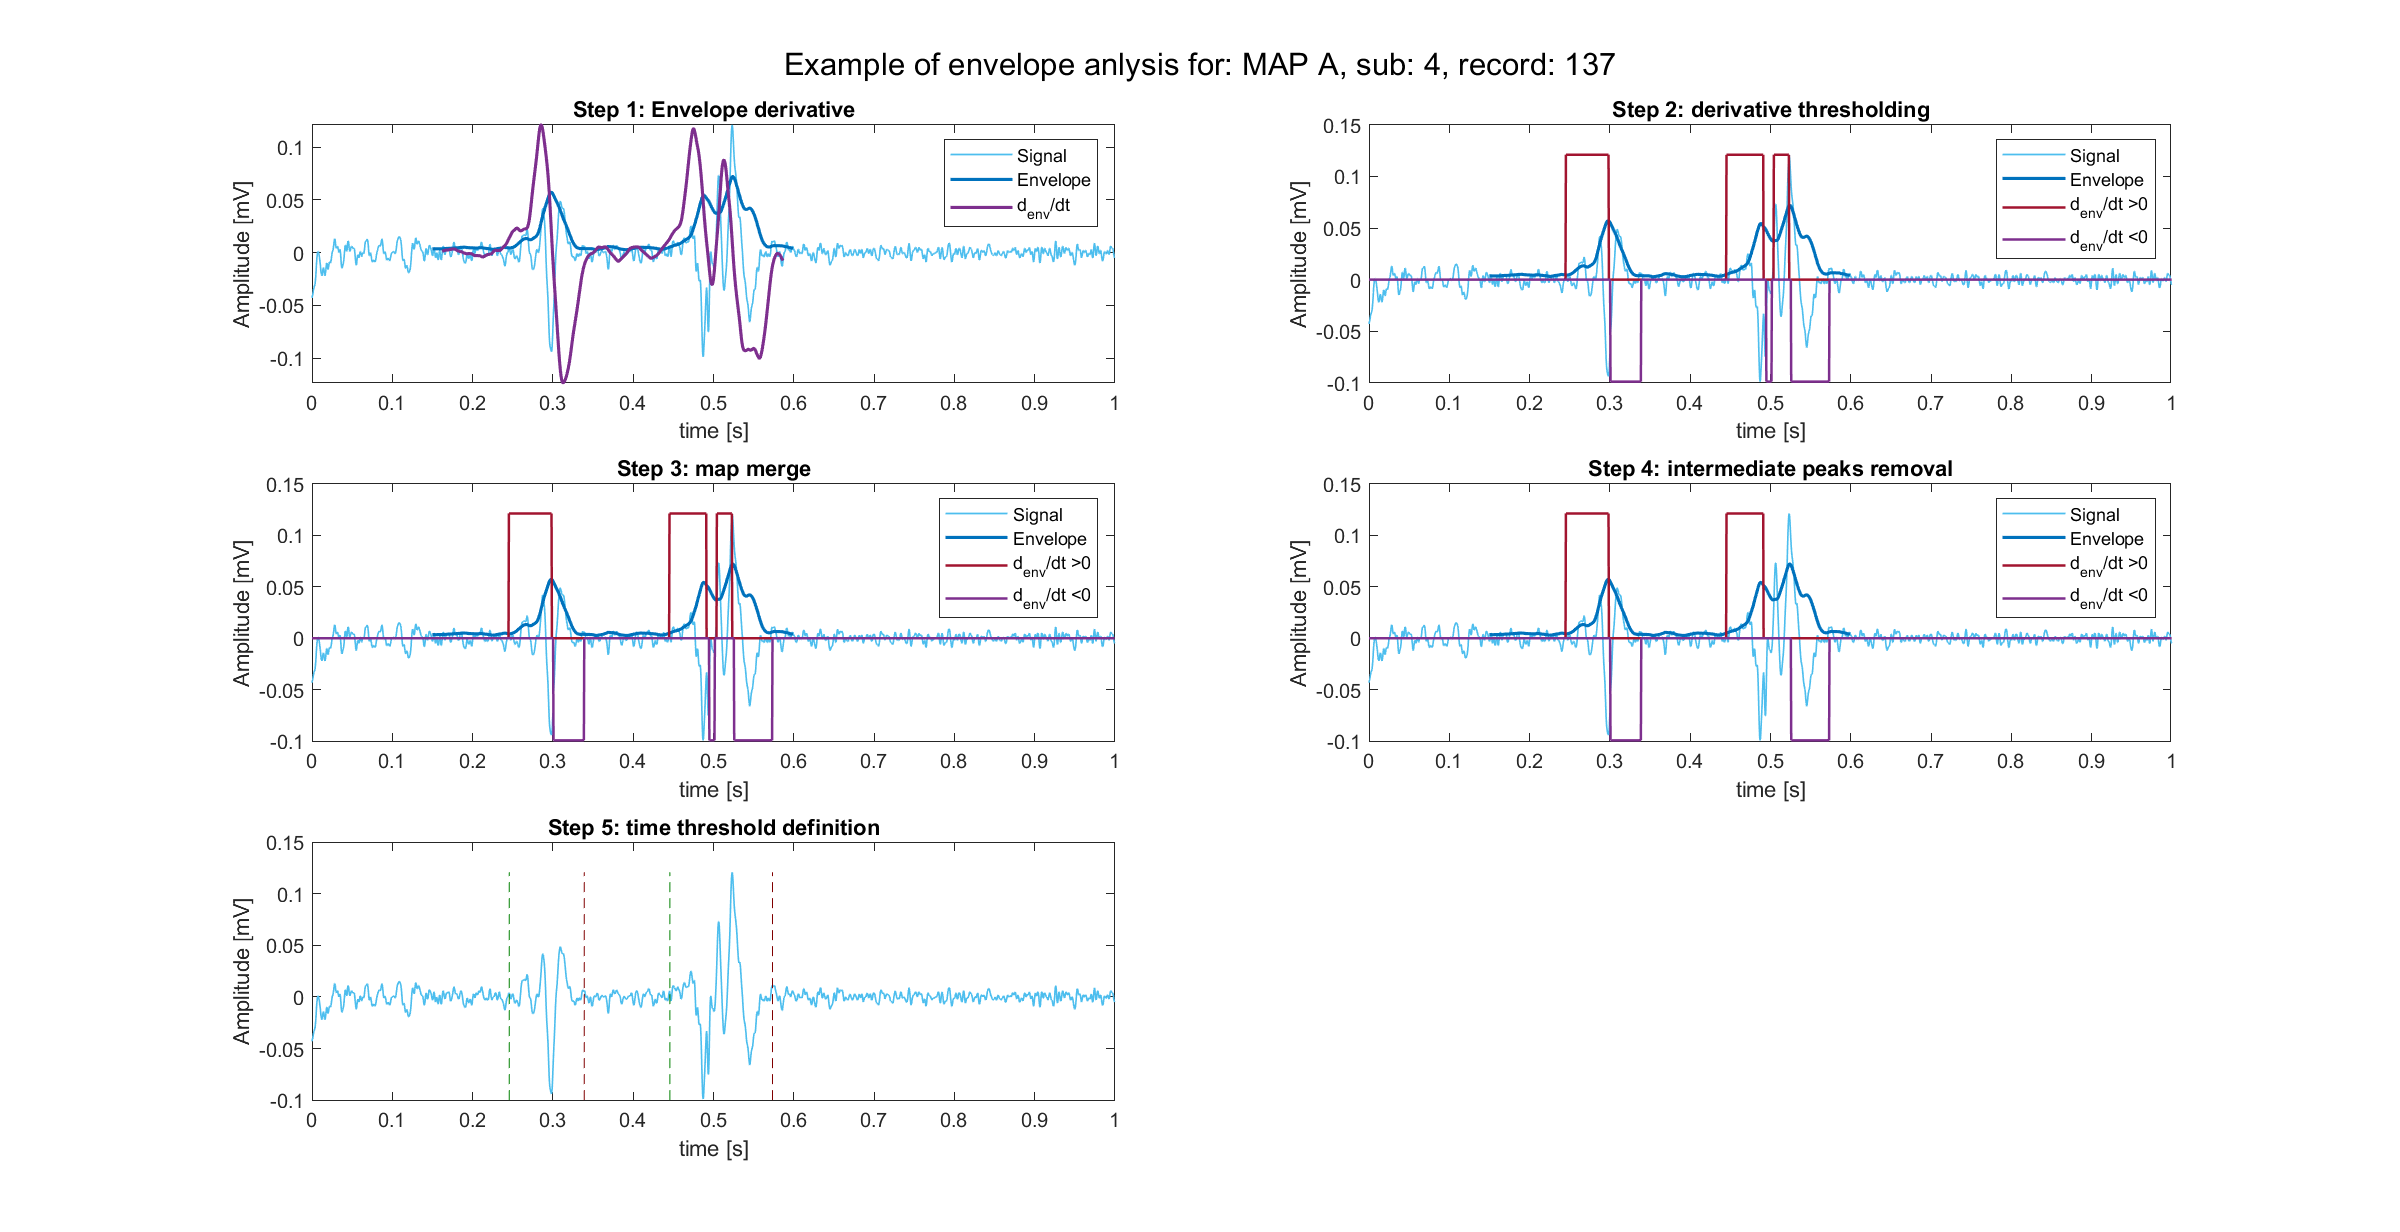 Example of envelope anlysis for: MAP A, sub: 4, record: 137
Step 1: Envelope derivative
Amplitude [mV]
0.1
0.05
0
-0.05
-0.1
0 0.1 0.2 0.3 0.4 0.5 0.6 0.7 0.8 0.9 1
time [s]
Signal
Envelope
d_env/dt
Step 2: derivative thresholding
Amplitude [mV]
0.15
0.1
0.05
0
-0.05
-0.1
0 0.1 0.2 0.3 0.4 0.5 0.6 0.7 0.8 0.9 1
time [s]
Signal
Envelope
d_env/dt >0
d_env/dt <0
Step 3: map merge
Amplitude [mV]
0.15
0.1
0.05
0
-0.05
-0.1
0 0.1 0.2 0.3 0.4 0.5 0.6 0.7 0.8 0.9 1
time [s]
Signal
Envelope
d_env/dt >0
d_env/dt <0
Step 4: intermediate peaks removal
Amplitude [mV]
0.15
0.1
0.05
0
-0.05
-0.1
0 0.1 0.2 0.3 0.4 0.5 0.6 0.7 0.8 0.9 1
time [s]
Signal
Envelope
d_env/dt >0
d_env/dt <0
Step 5: time threshold definition
Amplitude [mV]
0.15
0.1
0.05
0
-0.05
-0.1
0 0.1 0.2 0.3 0.4 0.5 0.6 0.7 0.8 0.9 1
time [s]